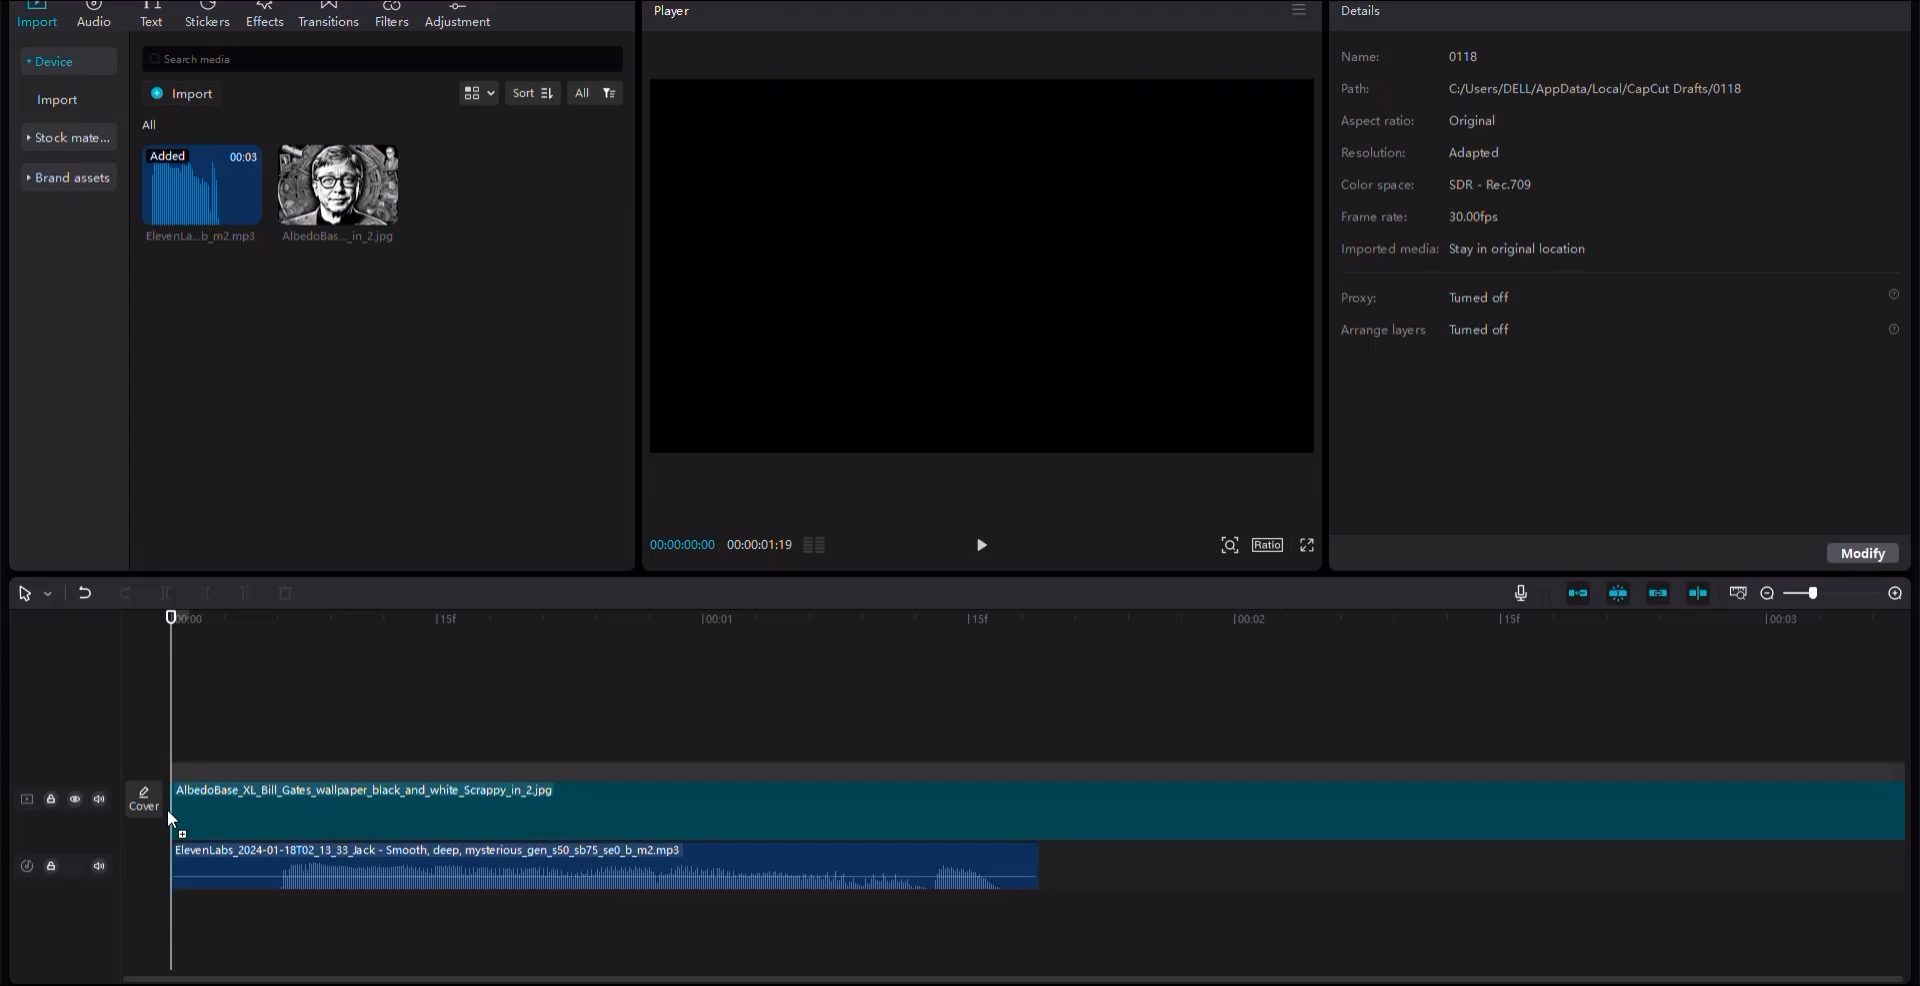 Import Audio Text Stickers Effects Transitions Filters Adjustment
Device
Import
Stock mate...
Brand assets
Search media
Import
Sort
All
All
Added
00:03
ElevenLa...b_m2.mp3
AlbedoBas..._in_2.jpg
Player
00:00:00:00
00:00:01:19
Ratio
Details
Name: 0118
Path: C:/Users/DELL/AppData/Local/CapCut Drafts/0118
Aspect ratio: Original
Resolution: Adapted
Color space: SDR - Rec.709
Frame rate: 30.00fps
Imported media: Stay in original location
Proxy: Turned off
Arrange layers Turned off
Modify
00:00 15f 00:01 15f 00:02 15f 00:03
Cover
AlbedoBase_XL_Bill_Gates_wallpaper_black_and_white_Scrappy_in_2.jpg
ElevenLabs_2024-01-18T02_13_33_Jack - Smooth, deep, mysterious_gen_s50_sb75_se0_b_m2.mp3